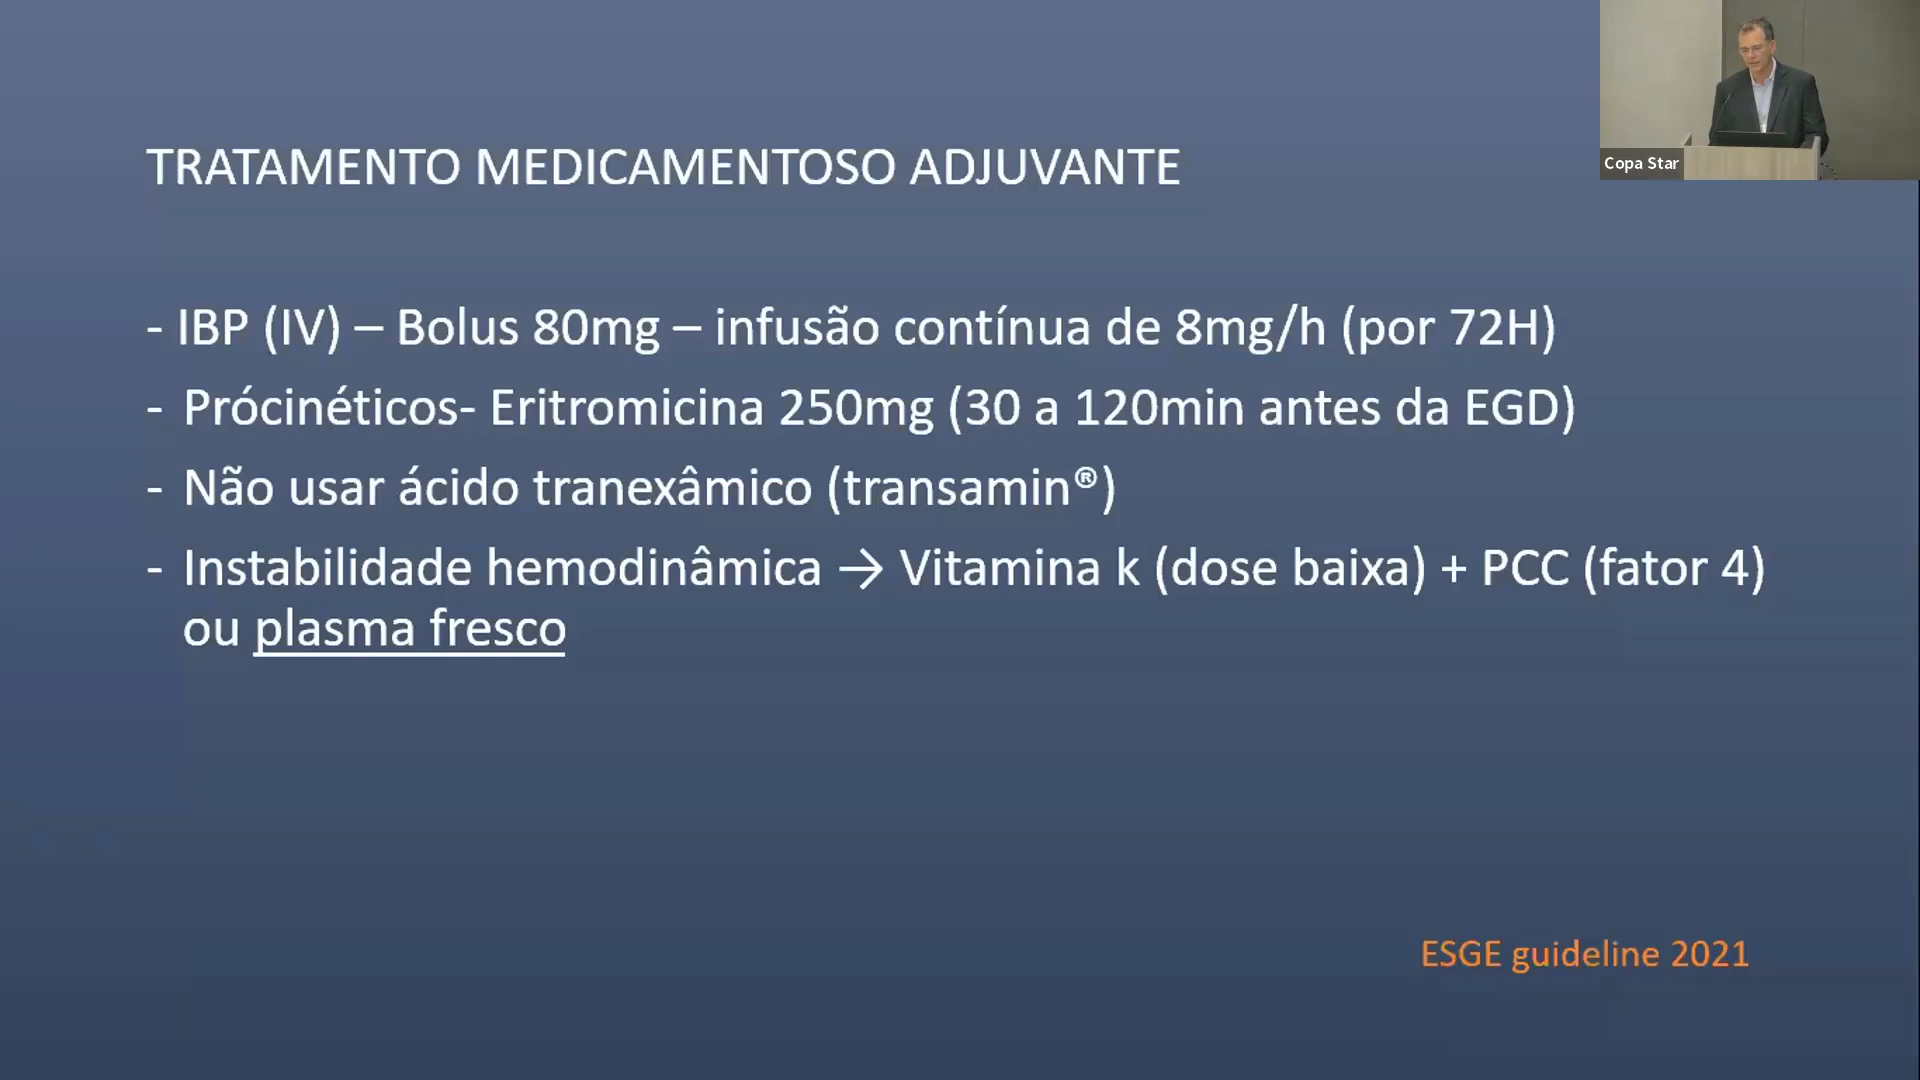 Copa Star
TRATAMENTO MEDICAMENTOSO ADJUVANTE
- IBP (IV) – Bolus 80mg – infusão contínua de 8mg/h (por 72H)
- Prócinéticos- Eritromicina 250mg (30 a 120min antes da EGD)
- Não usar ácido tranexâmico (transamin®)
- Instabilidade hemodinâmica → Vitamina k (dose baixa) + PCC (fator 4)
ou plasma fresco
ESGE guideline 2021